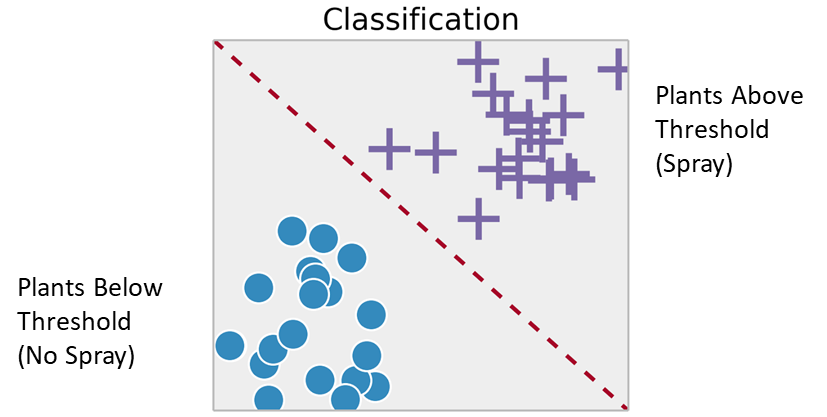 Classification
Plants Above
Threshold
(Spray)
Plants Below
Threshold
(No Spray)